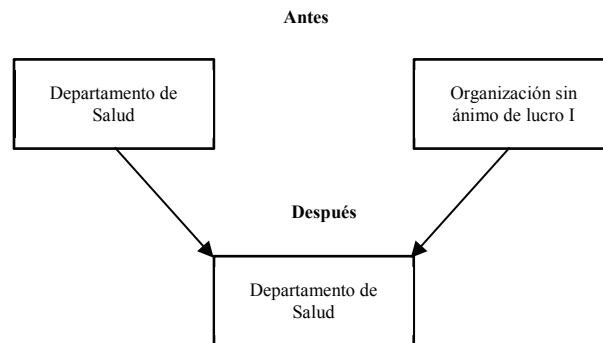 Antes
Departamento de
Salud
Organización sin
ánimo de lucro I
Después
Departamento de
Salud